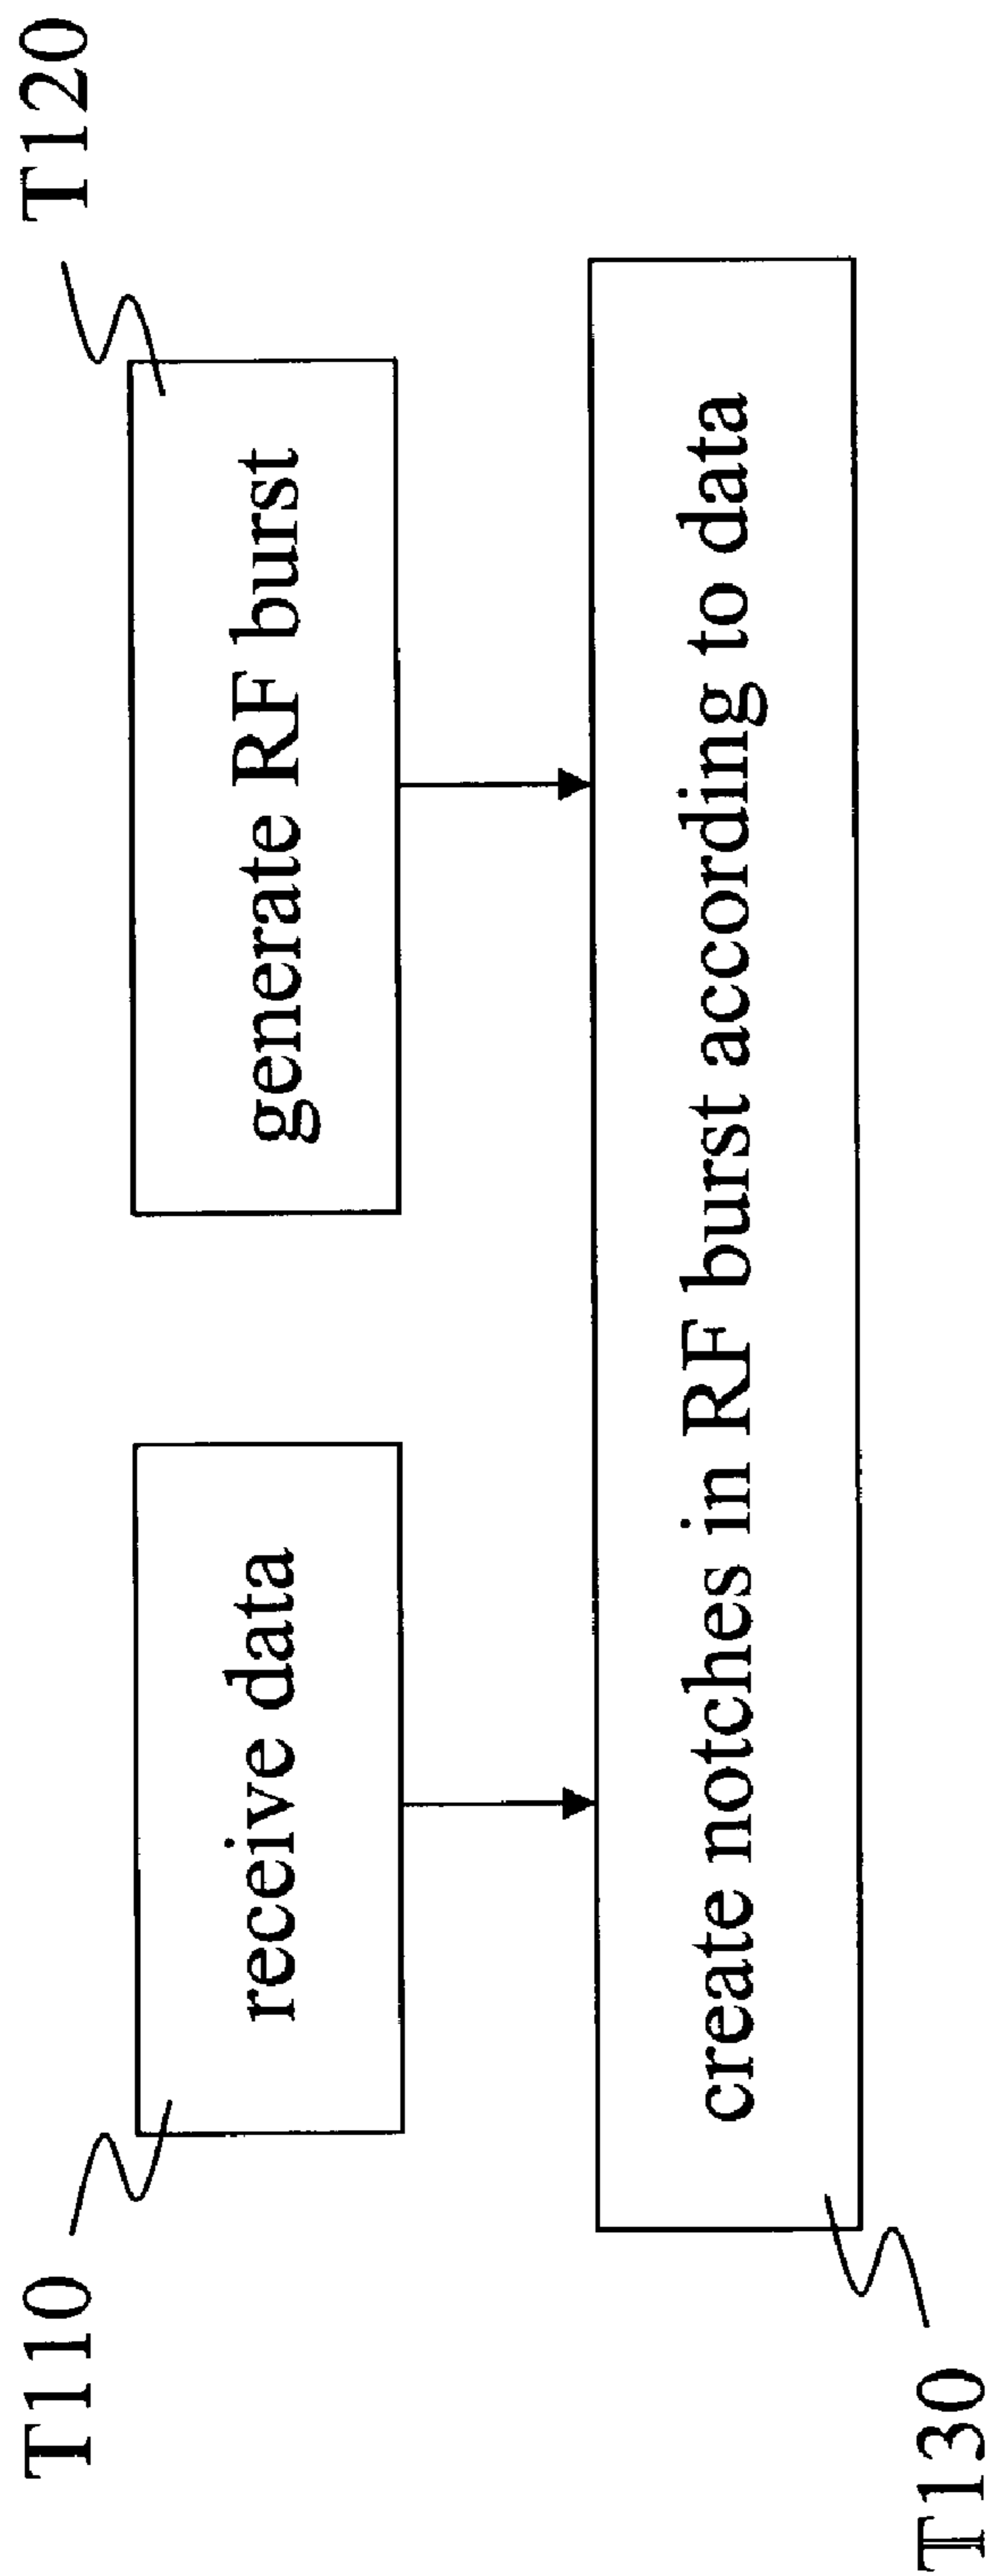 T110
receive data
T120
generate RF burst
T130
create notches in RF burst according to data